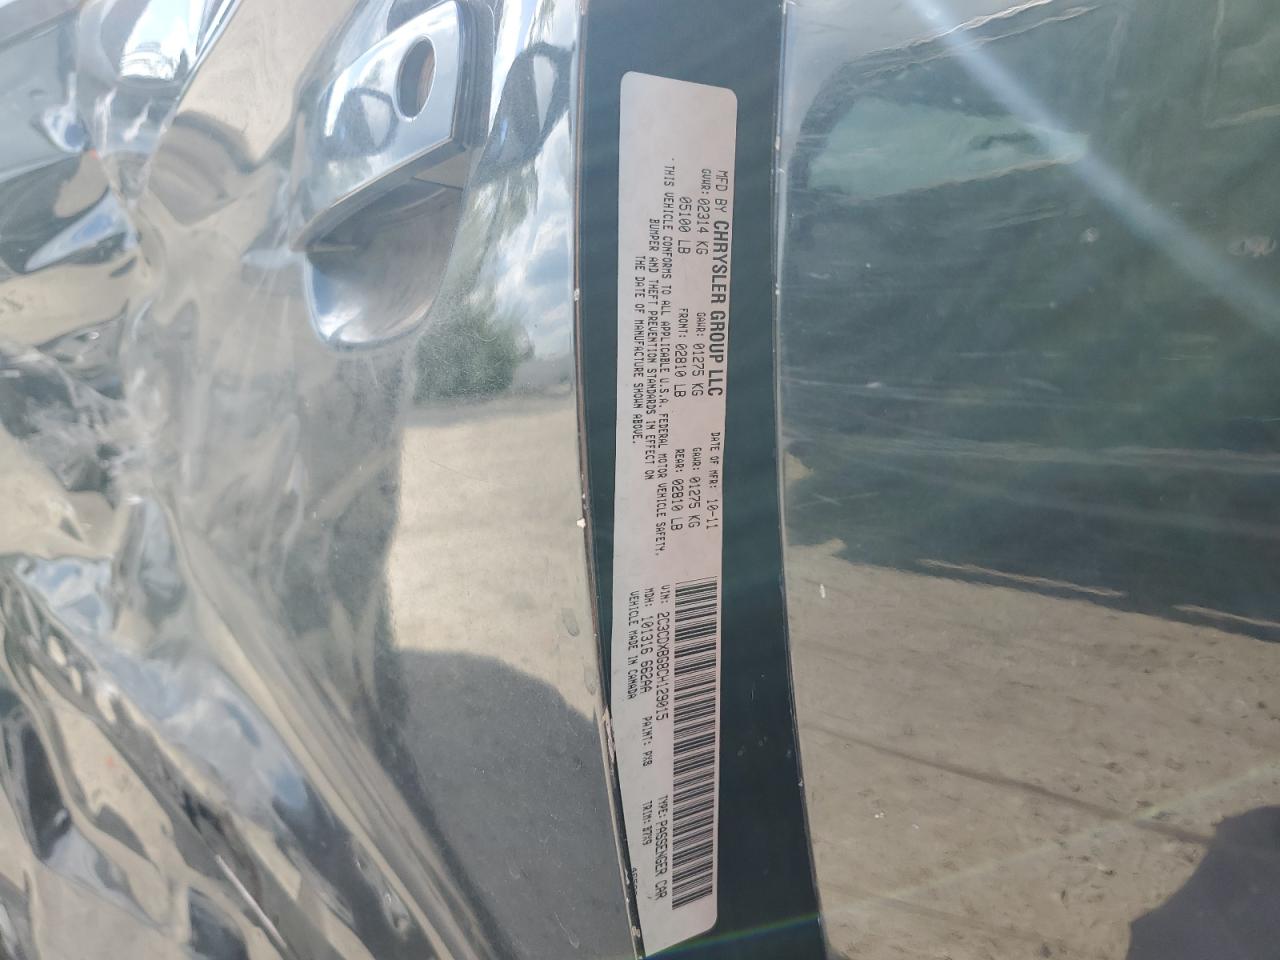 MFD BY CHRYSLER GROUP LLC DATE OF MFR: 10-11
GVWR: 02314 KG GAWR: 01275 KG GAWR: 01275 KG
05100 LB FRONT: 02810 LB REAR: 02810 LB
THIS VEHICLE CONFORMS TO ALL APPLICABLE U.S.A. FEDERAL MOTOR VEHICLE SAFETY,
BUMPER AND THEFT PREVENTION STANDARDS IN EFFECT ON
THE DATE OF MANUFACTURE SHOWN ABOVE.
VIN: 2C3CDXBG8CH129015 TYPE: PASSENGER CAR
MDH: 101316 662AA PAINT: PX8 TRIM:
VEHICLE MADE IN CANADA